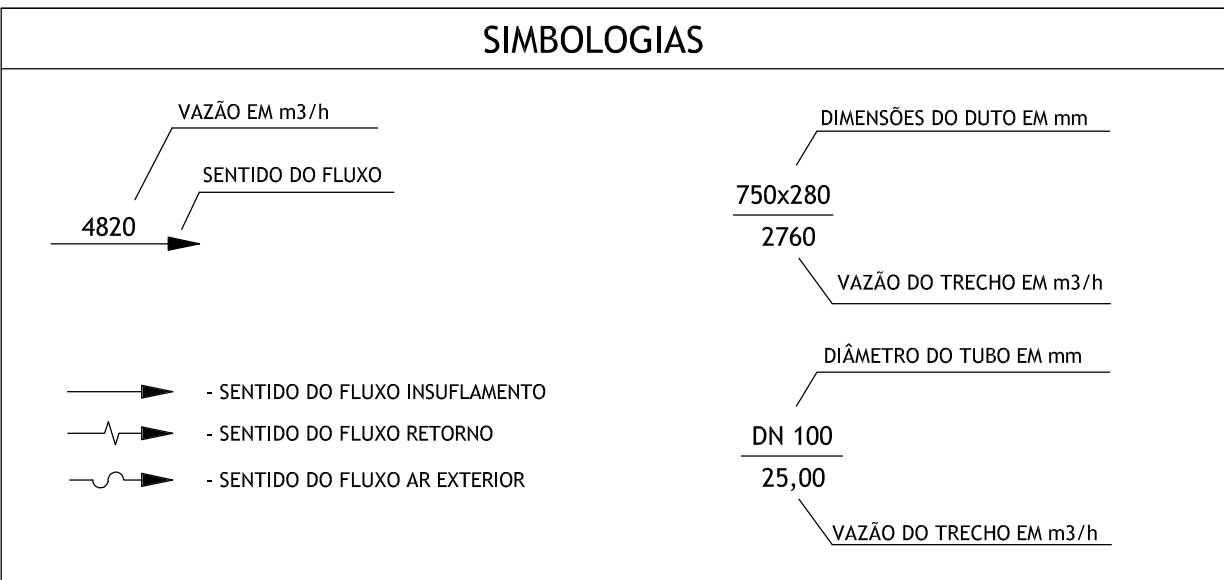 SIMBOLOGIAS
VAZÃO EM m3/h
SENTIDO DO FLUXO
4820
- SENTIDO DO FLUXO INSUFLAMENTO
- SENTIDO DO FLUXO RETORNO
- SENTIDO DO FLUXO AR EXTERIOR
DIMENSÕES DO DUTO EM mm
750x280
2760
VAZÃO DO TRECHO EM m3/h
DIÂMETRO DO TUBO EM mm
DN 100
25,00
VAZÃO DO TRECHO EM m3/h